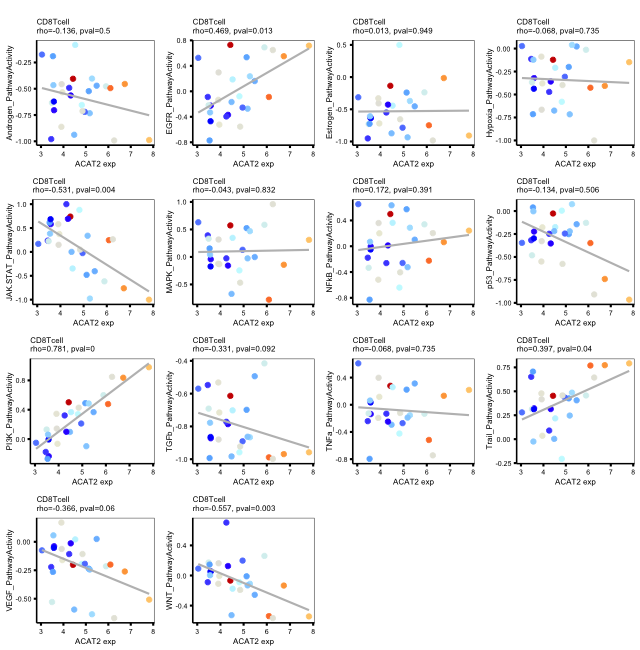 CD8Tcell
rho=-0.136, pval=0.5
Androgen_PathwayActivity
0.00
-0.25
-0.50
-0.75
-1.00
3 4 5 6 7 8
ACAT2 exp
CD8Tcell
rho=0.469, pval=0.013
EGFR_PathwayActivity
0.4
0.0
-0.4
-0.8
3 4 5 6 7 8
ACAT2 exp
CD8Tcell
rho=0.013, pval=0.949
Estrogen_PathwayActivity
0.5
0.0
-0.5
-1.0
3 4 5 6 7 8
ACAT2 exp
CD8Tcell
rho=-0.068, pval=0.735
Hypoxia_PathwayActivity
0.00
-0.25
-0.50
-0.75
-1.00
3 4 5 6 7 8
ACAT2 exp
CD8Tcell
rho=-0.531, pval=0.004
JAK.STAT_PathwayActivity
1.0
0.5
0.0
-0.5
-1.0
3 4 5 6 7 8
ACAT2 exp
CD8Tcell
rho=-0.043, pval=0.832
MAPK_PathwayActivity
1.0
0.5
0.0
-0.5
3 4 5 6 7 8
ACAT2 exp
CD8Tcell
rho=0.172, pval=0.391
NFkB_PathwayActivity
0.4
0.0
-0.4
-0.8
3 4 5 6 7 8
ACAT2 exp
CD8Tcell
rho=-0.134, pval=0.506
p53_PathwayActivity
0.00
-0.25
-0.50
-0.75
-1.00
3 4 5 6 7 8
ACAT2 exp
CD8Tcell
rho=0.781, pval=0
PI3K_PathwayActivity
0.8
0.4
0.0
3 4 5 6 7 8
ACAT2 exp
CD8Tcell
rho=-0.331, pval=0.092
TGFb_PathwayActivity
-0.4
-0.6
-0.8
-1.0
3 4 5 6 7 8
ACAT2 exp
CD8Tcell
rho=-0.068, pval=0.735
TNFa_PathwayActivity
0.4
0.0
-0.4
-0.8
3 4 5 6 7 8
ACAT2 exp
CD8Tcell
rho=0.397, pval=0.04
Trail_PathwayActivity
0.75
0.50
0.25
0.00
-0.25
3 4 5 6 7 8
ACAT2 exp
CD8Tcell
rho=-0.366, pval=0.06
VEGF_PathwayActivity
0.00
-0.25
-0.50
3 4 5 6 7 8
ACAT2 exp
CD8Tcell
rho=-0.557, pval=0.003
WNT_PathwayActivity
0.4
0.0
-0.4
3 4 5 6 7 8
ACAT2 exp